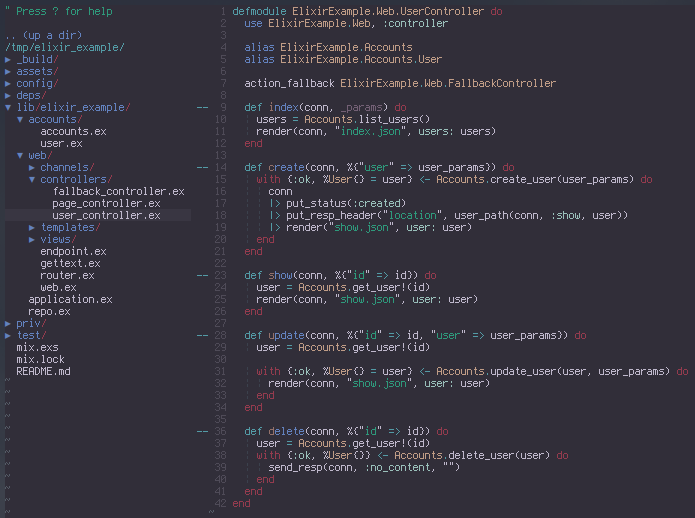 " Press ? for help
.. (up a dir)
/tmp/elixir_example/
▶ _build/
▶ assets/
▶ config/
▶ deps/
▼ lib/elixir_example/
▼ accounts/
accounts.ex
user.ex
▼ web/
▶ channels/
▼ controllers/
fallback_controller.ex
page_controller.ex
user_controller.ex
▶ templates/
▶ views/
endpoint.ex
gettext.ex
router.ex
web.ex
application.ex
repo.ex
▶ priv/
▶ test/
mix.exs
mix.lock
README.md
~
~
~
~
~
~
~
~
~
~
~
~
1 defmodule ElixirExample.Web.UserController do
2   use ElixirExample.Web, :controller
3
4   alias ElixirExample.Accounts
5   alias ElixirExample.Accounts.User
6
7   action_fallback ElixirExample.Web.FallbackController
8
-- 9   def index(conn, _params) do
10     users = Accounts.list_users()
11     render(conn, "index.json", users: users)
12   end
13
-- 14   def create(conn, %{"user" => user_params}) do
15     with {:ok, %User{} = user} <- Accounts.create_user(user_params) do
16       conn
17       |> put_status(:created)
18       |> put_resp_header("location", user_path(conn, :show, user))
19       |> render("show.json", user: user)
20     end
21   end
22
-- 23   def show(conn, %{"id" => id}) do
24     user = Accounts.get_user!(id)
25     render(conn, "show.json", user: user)
26   end
27
-- 28   def update(conn, %{"id" => id, "user" => user_params}) do
29     user = Accounts.get_user!(id)
30
31     with {:ok, %User{} = user} <- Accounts.update_user(user, user_params) do
32       render(conn, "show.json", user: user)
33     end
34   end
35
-- 36   def delete(conn, %{"id" => id}) do
37     user = Accounts.get_user!(id)
38     with {:ok, %User{}} <- Accounts.delete_user(user) do
39       send_resp(conn, :no_content, "")
40     end
41   end
42 end
~